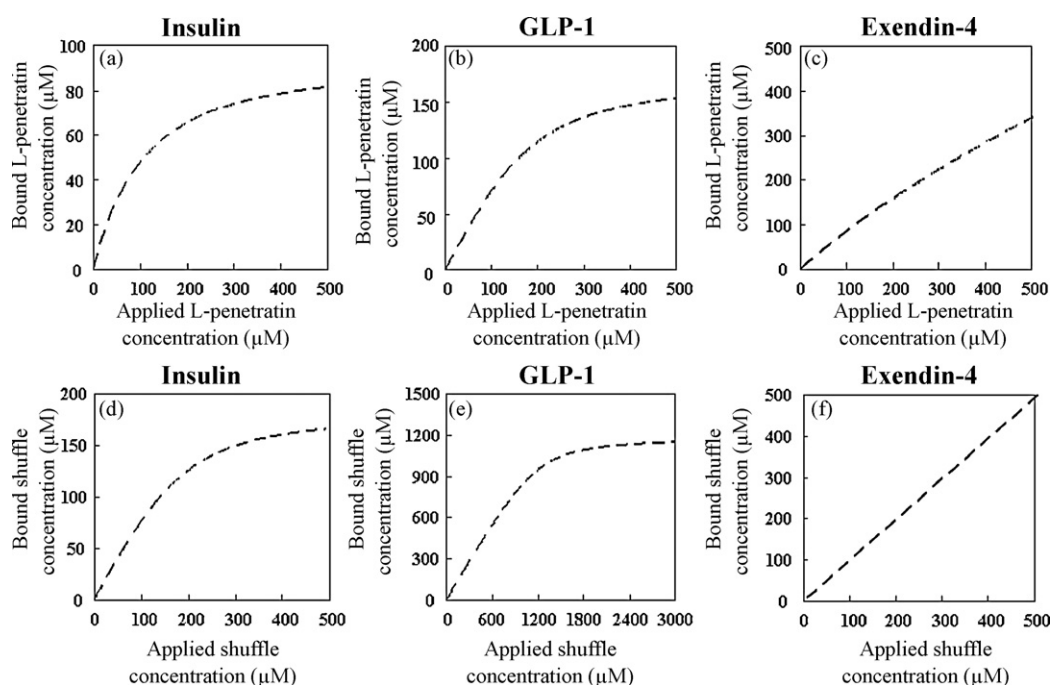 Insulin
GLP-1
Exendin-4
(a)
Bound L-penetratin
concentration (µM)
100
80
60
40
20
0
0 100 200 300 400 500
Applied L-penetratin
concentration (µM)
(b)
Bound L-penetratin
concentration (µM)
200
150
100
50
0
0 100 200 300 400 500
Applied L-penetratin
concentration (µM)
(c)
Bound L-penetratin
concentration (µM)
500
400
300
200
100
0
0 100 200 300 400 500
Applied L-penetratin
concentration (µM)
Insulin
GLP-1
Exendin-4
(d)
Bound shuffle
concentration (µM)
200
150
100
50
0
0 100 200 300 400 500
Applied shuffle
concentration (µM)
(e)
Bound shuffle
concentration (µM)
1500
1200
900
600
300
0
0 600 1200 1800 2400 3000
Applied shuffle
concentration (µM)
(f)
Bound shuffle
concentration (µM)
500
400
300
200
100
0
0 100 200 300 400 500
Applied shuffle
concentration (µM)